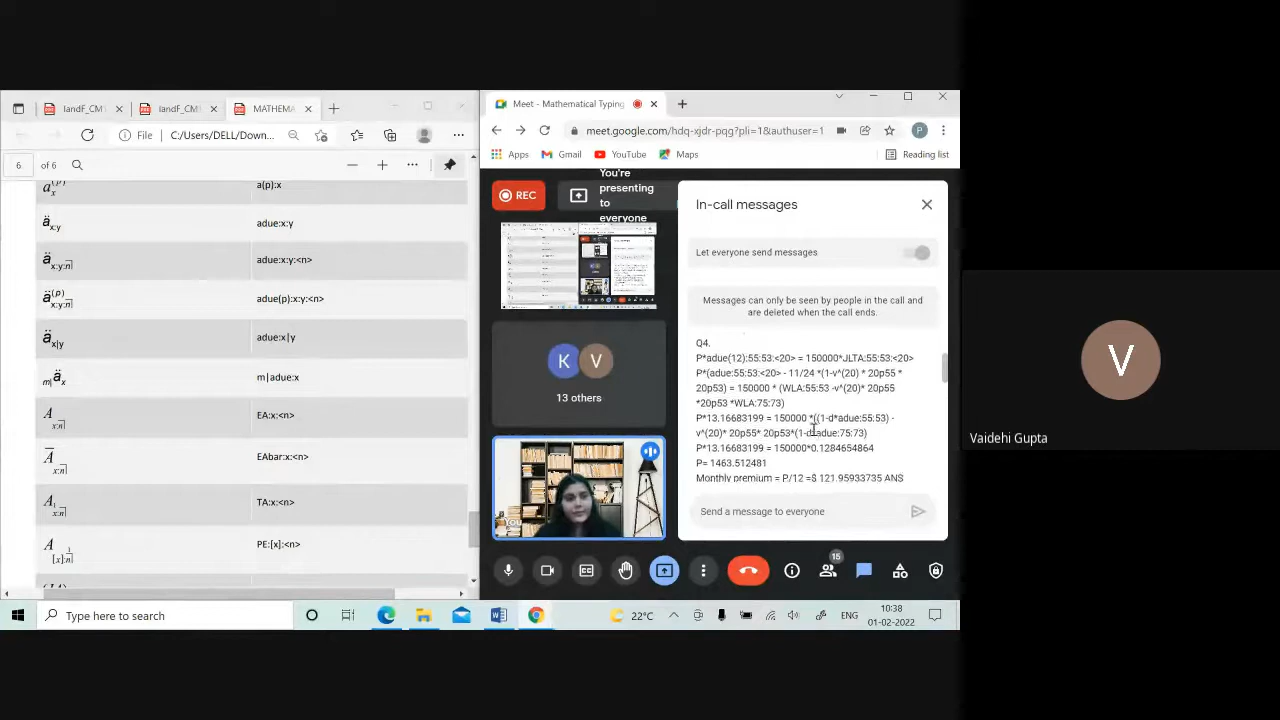 landF_CM
landF_CM
MATHEMA
File
C:/Users/DELL/Down...
6
of 6
a(p):x
ä x:y
adue:x:y
ä x:y:n
adue:x:y:<n>
ä (p) x:y:n
adue(p):x:y:<n>
a x|y
adue:x|y
m|ä x
m|adue:x
A x:n
EA:x:<n>
A x:n
EAbar:x:<n>
A 1 x:n
TA:x:<n>
A [x]:n 1
PE:[x]:<n>
Meet - Mathematical Typing
meet.google.com/hdq-xjdr-pqg?pli=1&authuser=1
P
Apps
Gmail
YouTube
Maps
Reading list
REC
You're
presenting
to
everyone
K
V
13 others
You
In-call messages
Let everyone send messages
Messages can only be seen by people in the call and
are deleted when the call ends.
Q4.
P*adue(12):55:53:<20> = 150000*JLTA:55:53:<20>
P*(adue:55:53:<20> - 11/24 *(1-v^(20) * 20p55 *
20p53) = 150000 * (WLA:55:53 -v^(20)* 20p55
*20p53 *WLA:75:73)
P*13.16683199 = 150000 *((1-d*adue:55:53) -
v^(20)* 20p55* 20p53*(1-d*adue:75:73)
P*13.16683199 = 150000*0.1284654864
P= 1463.512481
Monthly premium = P/12 =$ 121.95933735 ANS
Send a message to everyone
15
Type here to search
22°C
ENG
10:38
01-02-2022
V
Vaidehi Gupta